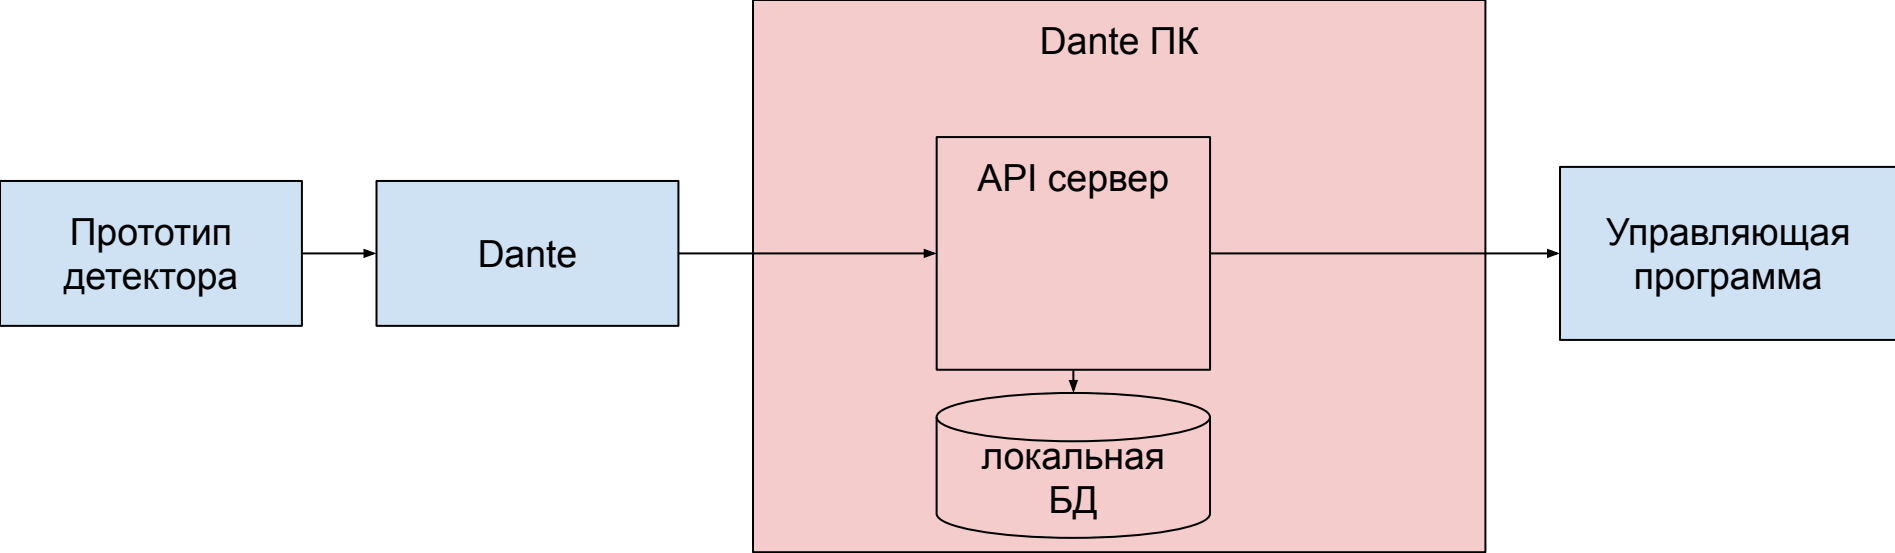 Dante ПК
API сервер
Прототип
детектора
Dante
Управляющая
программа
локальная
БД